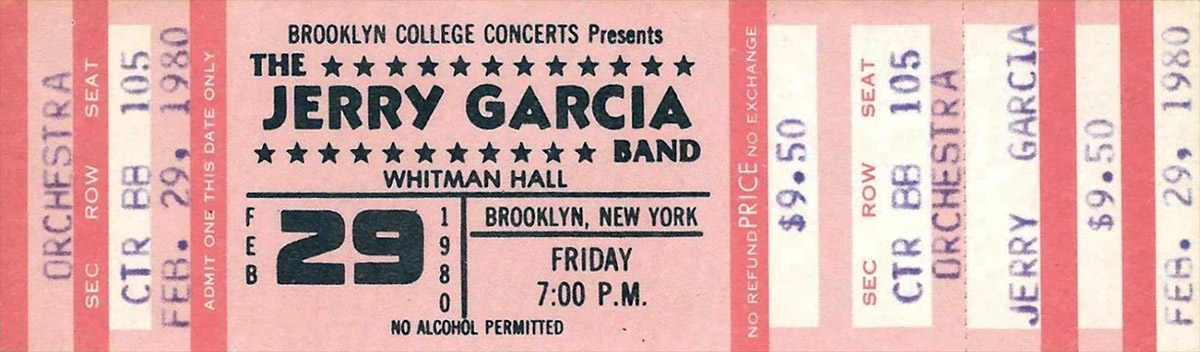 ORCHESTRA
SEC ROW SEAT
CTR BB 105
FEB. 29, 1980
ADMIT ONE THIS DATE ONLY
BROOKLYN COLLEGE CONCERTS Presents
THE
JERRY GARCIA
BAND
WHITMAN HALL
FEB 29 1980
BROOKLYN, NEW YORK
FRIDAY
7:00 P.M.
NO ALCOHOL PERMITTED
NO REFUND PRICE NO EXCHANGE
$9.50
SEC ROW SEAT
CTR BB 105
ORCHESTRA
JERRY GARCIA
$9.50
FEB. 29, 1980